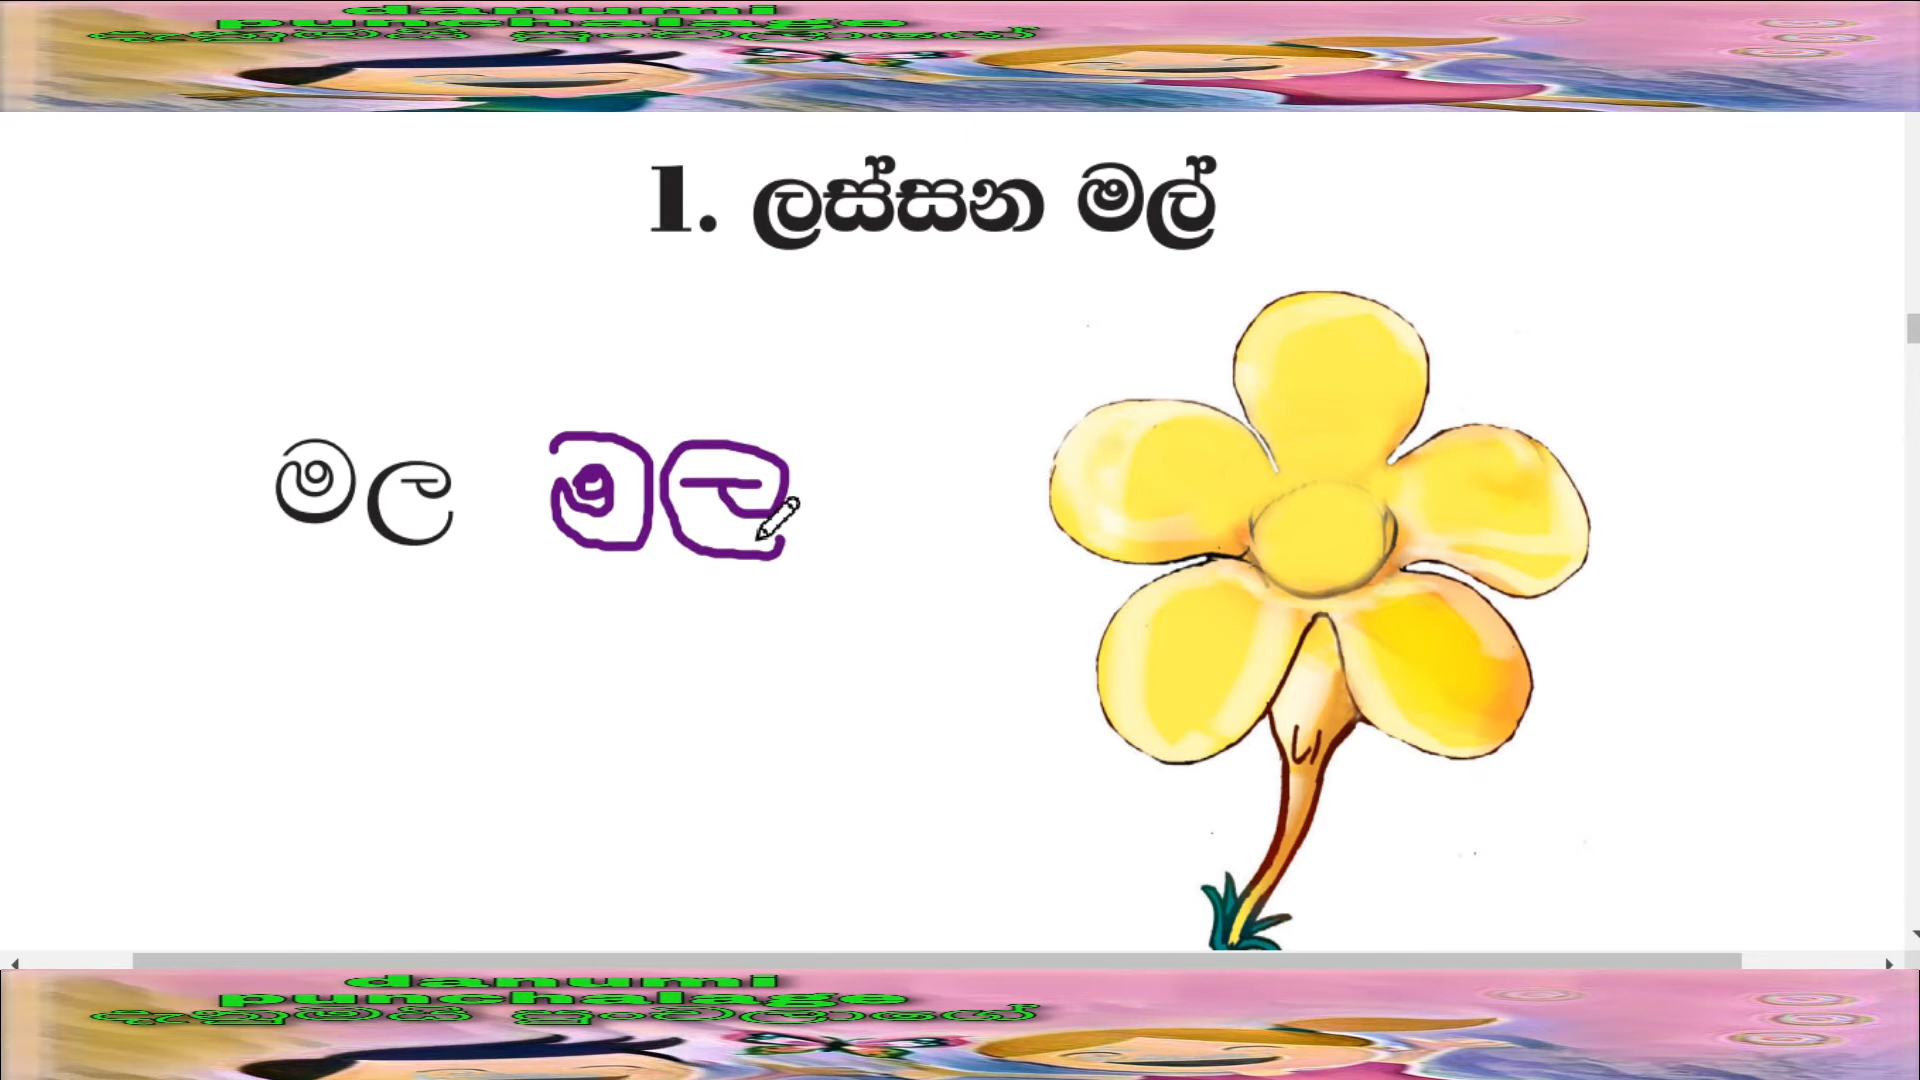 danumi
punchalage
1. ලස්සන මල්
මල මල
danumi
punchalage